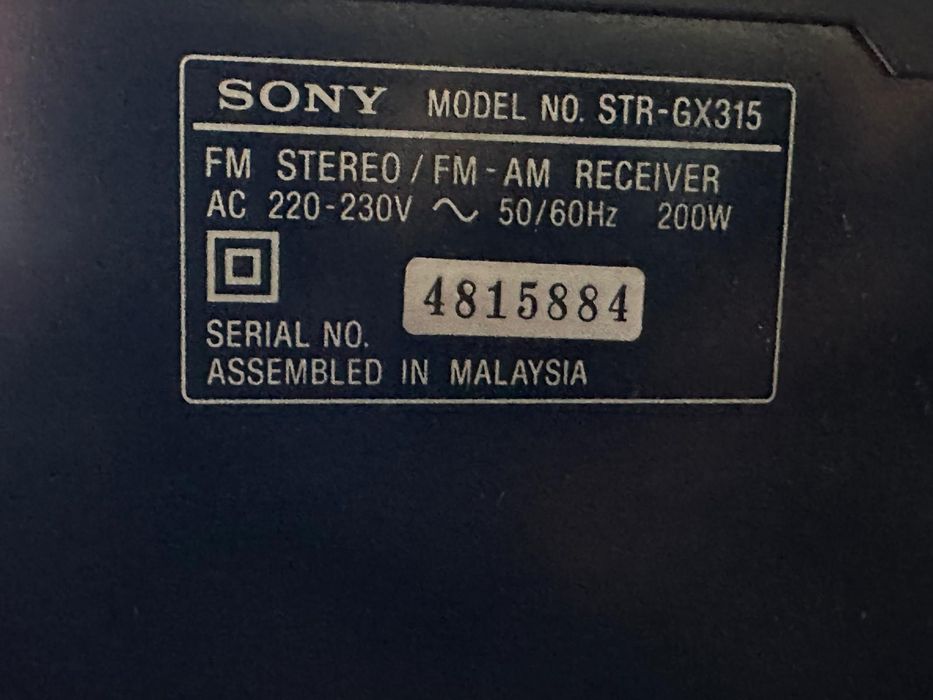 SONY MODEL NO. STR-GX315
FM STEREO / FM-AM RECEIVER
AC 220-230V ~ 50/60Hz 200W
4815884
SERIAL NO.
ASSEMBLED IN MALAYSIA